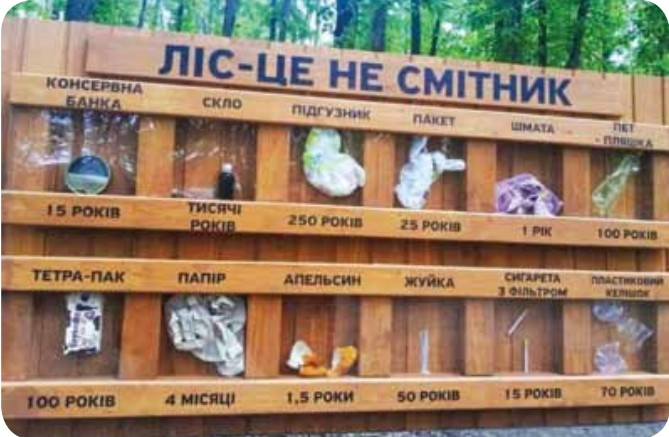 ЛІС-ЦЕ НЕ СМІТНИК
КОНСЕРВНА
БАНКА
СКЛО
ПІДГУЗНИК
ПАКЕТ
ШМАТА
ПЕТ
- ПЛЯШКА
15 РОКІВ
ТИСЯЧІ
РОКІВ
250 РОКІВ
25 РОКІВ
1 РІК
100 РОКІВ
ТЕТРА-ПАК
ПАПІР
АПЕЛЬСИН
ЖУЙКА
СИГАРЕТА
З ФІЛЬТРОМ
ПЛАСТИКОВИЙ
КЕЛІШОК
100 РОКІВ
4 МІСЯЦІ
1,5 РОКИ
50 РОКІВ
15 РОКІВ
70 РОКІВ